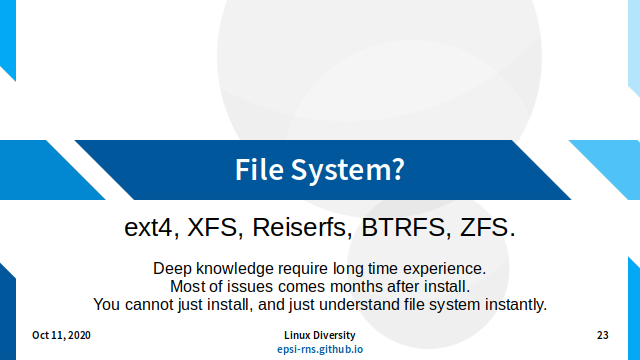 File System?
ext4, XFS, Reiserfs, BTRFS, ZFS.
Deep knowledge require long time experience.
Most of issues comes months after install.
You cannot just install, and just understand file system instantly.
Oct 11, 2020
Linux Diversity
epsi-rns.github.io
23